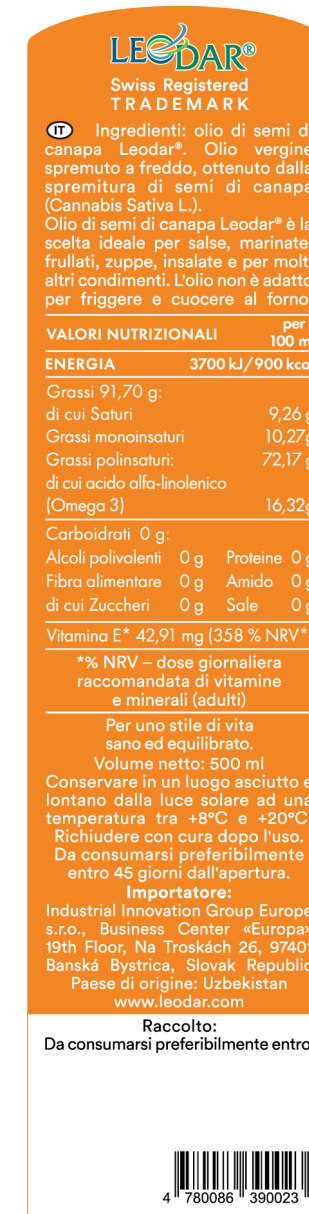 LEODAR®
Swiss Registered
TRADEMARK
IT Ingredienti: olio di semi di
canapa Leodar®. Olio vergine
spremuto a freddo, ottenuto dalla
spremitura di semi di canapa
(Cannabis Sativa L.).
Olio di semi di canapa Leodar® è la
scelta ideale per salse, marinate,
frullati, zuppe, insalate e per molti
altri condimenti. L'olio non è adatto
per friggere e cuocere al forno.
VALORI NUTRIZIONALI per
100 m
ENERGIA 3700 kJ/900 kca
Grassi 91,70 g:
di cui Saturi 9,26 g
Grassi monoinsaturi 10,27g
Grassi polinsaturi: 72,17 g
di cui acido alfa-linolenico
(Omega 3) 16,32g
Carboidrati 0 g:
Alcoli polivalenti 0 g Proteine 0 g
Fibra alimentare 0 g Amido 0 g
di cui Zuccheri 0 g Sale 0 g
Vitamina E* 42,91 mg (358 % NRV*
*% NRV – dose giornaliera
raccomandata di vitamine
e minerali (adulti)
Per uno stile di vita
sano ed equilibrato.
Volume netto: 500 ml
Conservare in un luogo asciutto e
lontano dalla luce solare ad una
temperatura tra +8°C e +20°C
Richiudere con cura dopo l'uso.
Da consumarsi preferibilmente
entro 45 giorni dall'apertura.
Importatore:
Industrial Innovation Group Europe
s.r.o., Business Center «Europa»
19th Floor, Na Troskách 26, 97401
Banská Bystrica, Slovak Republic
Paese di origine: Uzbekistan
www.leodar.com
Raccolto:
Da consumarsi preferibilmente entro
4 780086 390023